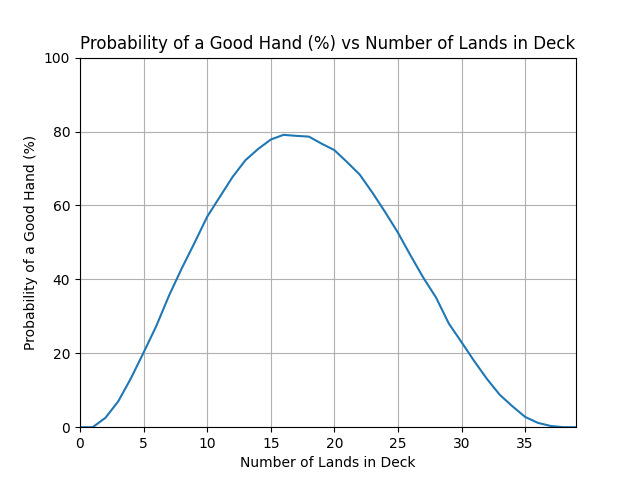 Probability of a Good Hand (%) vs Number of Lands in Deck
Probability of a Good Hand (%)
100
80
60
40
20
0
0 5 10 15 20 25 30 35
Number of Lands in Deck